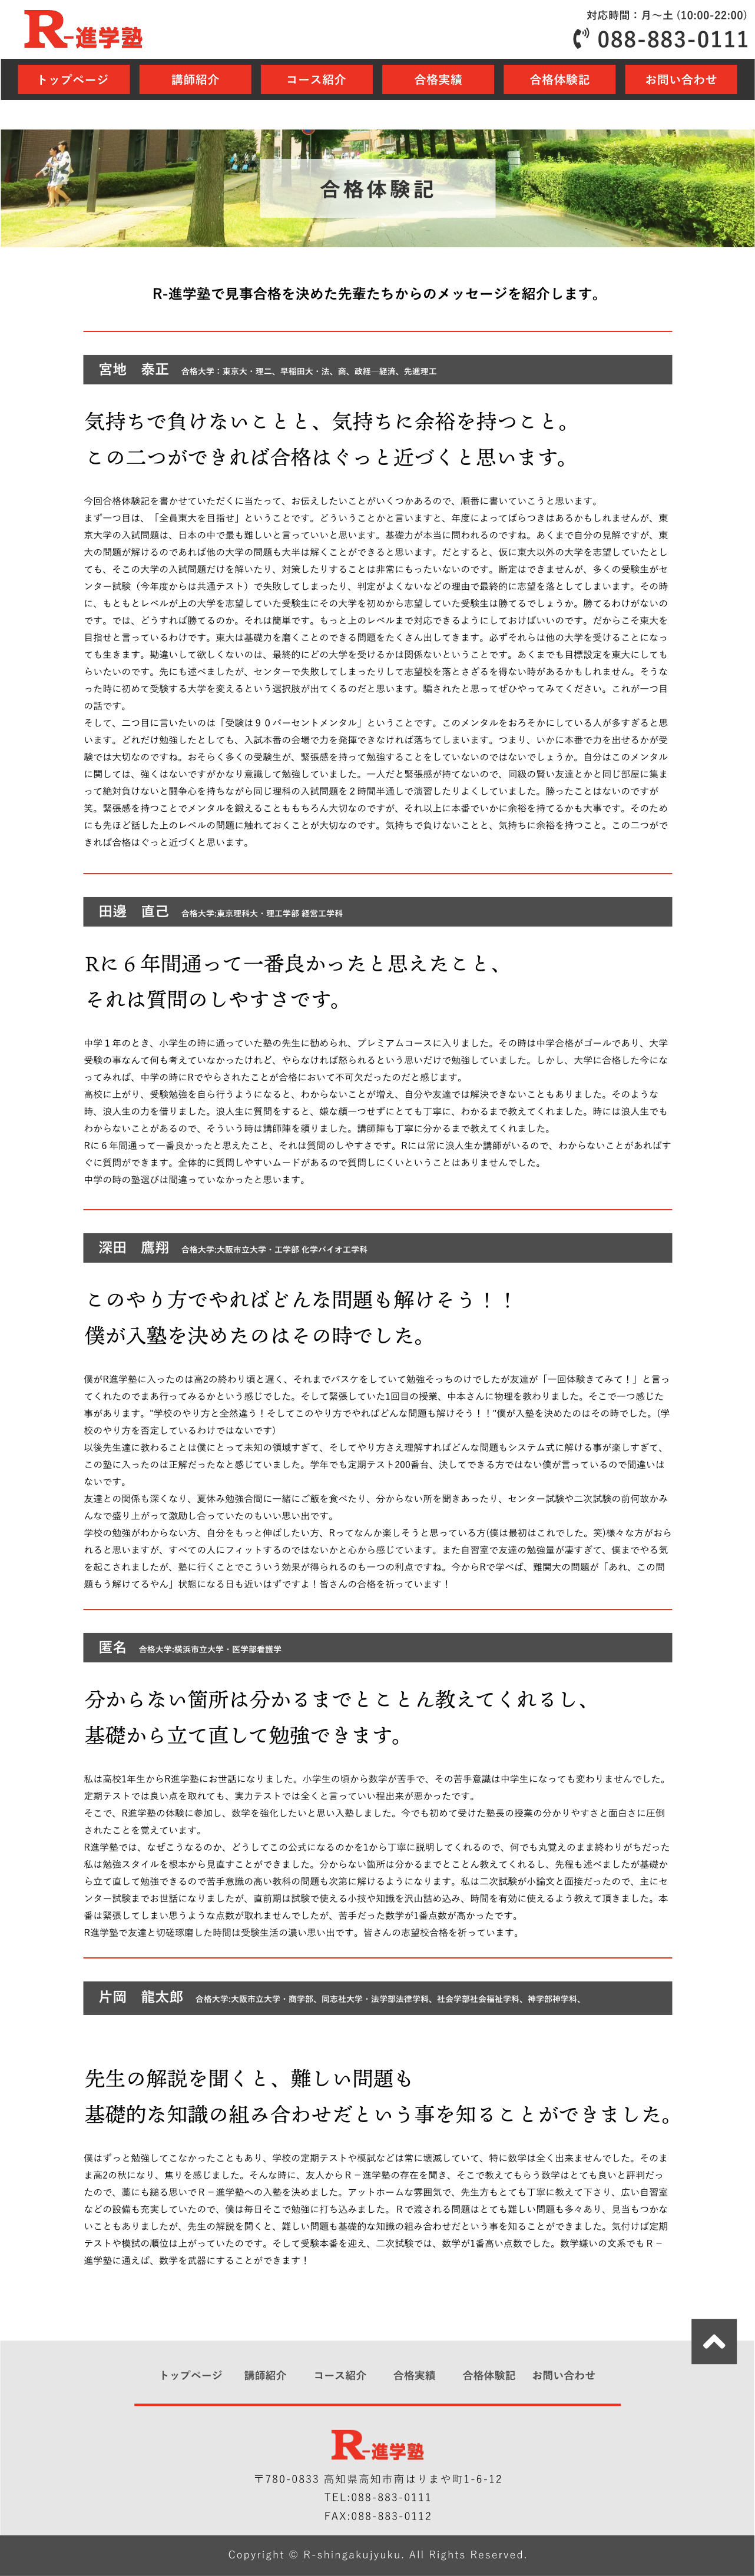 R-進学塾
対応時間：月～土 (10:00-22:00)
088-883-0111
トップページ
講師紹介
コース紹介
合格実績
合格体験記
お問い合わせ
合格体験記
R-進学塾で見事合格を決めた先輩たちからのメッセージを紹介します。
宮地　泰正 合格大学：東京大・理二、早稲田大・法、商、政経―経済、先進理工
気持ちで負けないことと、気持ちに余裕を持つこと。
この二つができれば合格はぐっと近づくと思います。
今回合格体験記を書かせていただくに当たって、お伝えしたいことがいくつかあるので、順番に書いていこうと思います。
まず一つ目は、「全員東大を目指せ」ということです。どういうことかと言いますと、年度によってばらつきはあるかもしれませんが、東
京大学の入試問題は、日本の中で最も難しいと言っていいと思います。基礎力が本当に問われるのですね。あくまで自分の見解ですが、東
大の問題が解けるのであれば他の大学の問題も大半は解くことができると思います。だとすると、仮に東大以外の大学を志望していたとし
ても、そこの大学の入試問題だけを解いたり、対策したりすることは非常にもったいないのです。断定はできませんが、多くの受験生がセ
ンター試験（今年度からは共通テスト）で失敗してしまったり、判定がよくないなどの理由で最終的に志望を落としてしまいます。その時
に、もともとレベルが上の大学を志望していた受験生にその大学を初めから志望していた受験生は勝てるでしょうか。勝てるわけがないの
です。では、どうすれば勝てるのか。それは簡単です。もっと上のレベルまで対応できるようにしておけばいいのです。だからこそ東大を
目指せと言っているわけです。東大は基礎力を磨くことのできる問題をたくさん出してきます。必ずそれらは他の大学を受けることになっ
ても生きます。勘違いして欲しくないのは、最終的にどの大学を受けるかは関係ないということです。あくまでも目標設定を東大にしても
らいたいのです。先にも述べましたが、センターで失敗してしまったりして志望校を落とさざるを得ない時があるかもしれません。そうな
った時に初めて受験する大学を変えるという選択肢が出てくるのだと思います。騙されたと思ってぜひやってみてください。これが一つ目
の話です。
そして、二つ目に言いたいのは「受験は９０パーセントメンタル」ということです。このメンタルをおろそかにしている人が多すぎると思
います。どれだけ勉強したとしても、入試本番の会場で力を発揮できなければ落ちてしまいます。つまり、いかに本番で力を出せるかが受
験では大切なのですね。おそらく多くの受験生が、緊張感を持って勉強することをしていないのではないでしょうか。自分はこのメンタル
に関しては、強くはないですがかなり意識して勉強していました。一人だと緊張感が持てないので、同級の賢い友達とかと同じ部屋に集ま
って絶対負けないと闘争心を持ちながら同じ理科の入試問題を２時間半通しで演習したりよくしていました。勝ったことはないのですが
笑。緊張感を持つことでメンタルを鍛えることももちろん大切なのですが、それ以上に本番でいかに余裕を持てるかも大事です。そのため
にも先ほど話した上のレベルの問題に触れておくことが大切なのです。気持ちで負けないことと、気持ちに余裕を持つこと。この二つがで
きれば合格はぐっと近づくと思います。
田邊　直己 合格大学:東京理科大・理工学部 経営工学科
Rに６年間通って一番良かったと思えたこと、
それは質問のしやすさです。
中学１年のとき、小学生の時に通っていた塾の先生に勧められ、プレミアムコースに入りました。その時は中学合格がゴールであり、大学
受験の事なんて何も考えていなかったけれど、やらなければ怒られるという思いだけで勉強していました。しかし、大学に合格した今にな
ってみれば、中学の時にRでやらされたことが合格において不可欠だったのだと感じます。
高校に上がり、受験勉強を自ら行うようになると、わからないことが増え、自分や友達では解決できないこともありました。そのような
時、浪人生の力を借りました。浪人生に質問をすると、嫌な顔一つせずにとても丁寧に、わかるまで教えてくれました。時には浪人生でも
わからないことがあるので、そういう時は講師陣を頼りました。講師陣も丁寧に分かるまで教えてくれました。
Rに６年間通って一番良かったと思えたこと、それは質問のしやすさです。Rには常に浪人生か講師がいるので、わからないことがあればす
ぐに質問ができます。全体的に質問しやすいムードがあるので質問しにくいということはありませんでした。
中学の時の塾選びは間違っていなかったと思います。
深田　鷹翔 合格大学:大阪市立大学・工学部 化学バイオ工学科
このやり方でやればどんな問題も解けそう！！
僕が入塾を決めたのはその時でした。
僕がR進学塾に入ったのは高2の終わり頃と遅く、それまでバスケをしていて勉強そっちのけでしたが友達が「一回体験きてみて！」と言っ
てくれたのでまあ行ってみるかという感じでした。そして緊張していた1回目の授業、中本さんに物理を教わりました。そこで一つ感じた
事があります。"学校のやり方と全然違う！そしてこのやり方でやればどんな問題も解けそう！！"僕が入塾を決めたのはその時でした。(学
校のやり方を否定しているわけではないです)
以後先生達に教わることは僕にとって未知の領域すぎて、そしてやり方さえ理解すればどんな問題もシステム式に解ける事が楽しすぎて、
この塾に入ったのは正解だったなと感じていました。学年でも定期テスト200番台、決してできる方ではない僕が言っているので間違いは
ないです。
友達との関係も深くなり、夏休み勉強合間に一緒にご飯を食べたり、分からない所を聞きあったり、センター試験や二次試験の前何故かみ
んなで盛り上がって激励し合っていたのもいい思い出です。
学校の勉強がわからない方、自分をもっと伸ばしたい方、Rってなんか楽しそうと思っている方(僕は最初はこれでした。笑)様々な方がおら
れると思いますが、すべての人にフィットするのではないかと心から感じています。また自習室で友達の勉強量が凄すぎて、僕までやる気
を起こされましたが、塾に行くことでこういう効果が得られるのも一つの利点ですね。今からRで学べば、難関大の問題が「あれ、この問
題もう解けてるやん」状態になる日も近いはずですよ！皆さんの合格を祈っています！
匿名 合格大学:横浜市立大学・医学部看護学
分からない箇所は分かるまでとことん教えてくれるし、
基礎から立て直して勉強できます。
私は高校1年生からR進学塾にお世話になりました。小学生の頃から数学が苦手で、その苦手意識は中学生になっても変わりませんでした。
定期テストでは良い点を取れても、実力テストでは全くと言っていい程出来が悪かったです。
そこで、R進学塾の体験に参加し、数学を強化したいと思い入塾しました。今でも初めて受けた塾長の授業の分かりやすさと面白さに圧倒
されたことを覚えています。
R進学塾では、なぜこうなるのか、どうしてこの公式になるのかを1から丁寧に説明してくれるので、何でも丸覚えのまま終わりがちだった
私は勉強スタイルを根本から見直すことができました。分からない箇所は分かるまでとことん教えてくれるし、先程も述べましたが基礎か
ら立て直して勉強できるので苦手意識の高い教科の問題も次第に解けるようになります。私は二次試験が小論文と面接だったので、主にセ
ンター試験までお世話になりましたが、直前期は試験で使える小技や知識を沢山詰め込み、時間を有効に使えるよう教えて頂きました。本
番は緊張してしまい思うような点数が取れませんでしたが、苦手だった数学が1番点数が高かったです。
R進学塾で友達と切磋琢磨した時間は受験生活の濃い思い出です。皆さんの志望校合格を祈っています。
片岡　龍太郎 合格大学:大阪市立大学・商学部、同志社大学・法学部法律学科、社会学部社会福祉学科、神学部神学科、
先生の解説を聞くと、難しい問題も
基礎的な知識の組み合わせだという事を知ることができました。
僕はずっと勉強してこなかったこともあり、学校の定期テストや模試などは常に壊滅していて、特に数学は全く出来ませんでした。そのま
ま高2の秋になり、焦りを感じました。そんな時に、友人からＲ－進学塾の存在を聞き、そこで教えてもらう数学はとても良いと評判だっ
たので、藁にも縋る思いでＲ－進学塾への入塾を決めました。アットホームな雰囲気で、先生方もとても丁寧に教えて下さり、広い自習室
などの設備も充実していたので、僕は毎日そこで勉強に打ち込みました。Ｒで渡される問題はとても難しい問題も多々あり、見当もつかな
いこともありましたが、先生の解説を聞くと、難しい問題も基礎的な知識の組み合わせだという事を知ることができました。気付けば定期
テストや模試の順位は上がっていたのです。そして受験本番を迎え、二次試験では、数学が1番高い点数でした。数学嫌いの文系でもＲ－
進学塾に通えば、数学を武器にすることができます！
トップページ
講師紹介
コース紹介
合格実績
合格体験記
お問い合わせ
R-進学塾
〒780-0833 高知県高知市南はりまや町1-6-12
TEL:088-883-0111
FAX:088-883-0112
Copyright © R-shingakujyuku. All Rights Reserved.